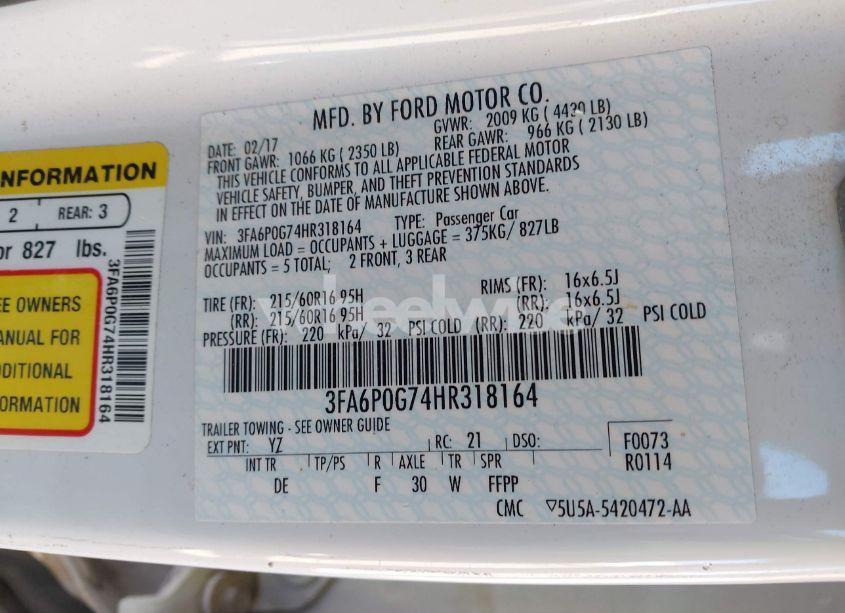 MFD. BY FORD MOTOR CO.
DATE: 02/17 GVWR: 2009 KG ( 4430 LB)
FRONT GAWR: 1066 KG ( 2350 LB) REAR GAWR: 966 KG ( 2130 LB)
THIS VEHICLE CONFORMS TO ALL APPLICABLE FEDERAL MOTOR
VEHICLE SAFETY, BUMPER, AND THEFT PREVENTION STANDARDS
IN EFFECT ON THE DATE OF MANUFACTURE SHOWN ABOVE.
VIN: 3FA6P0G74HR318164 TYPE: Passenger Car
MAXIMUM LOAD = OCCUPANTS + LUGGAGE = 375KG/ 827LB
OCCUPANTS = 5 TOTAL; 2 FRONT, 3 REAR
TIRE (FR): 215/60R16 95H RIMS (FR): 16x6.5J
(RR): 215/60R16 95H (RR): 16x6.5J
PRESSURE (FR): 220 kPa/ 32 PSI COLD (RR): 220 kPa/ 32 PSI COLD
3FA6P0G74HR318164
TRAILER TOWING - SEE OWNER GUIDE
EXT PNT: YZ RC: 21 DSO: F0073
R0114
INT TR TP/PS R AXLE TR SPR
DE F 30 W FFPP
CMC ▽5U5A-5420472-AA
NFORMATION
2 REAR: 3
or 827 lbs.
EE OWNERS
ANUAL FOR
DDITIONAL
FORMATION
3FA6P0G74HR318164